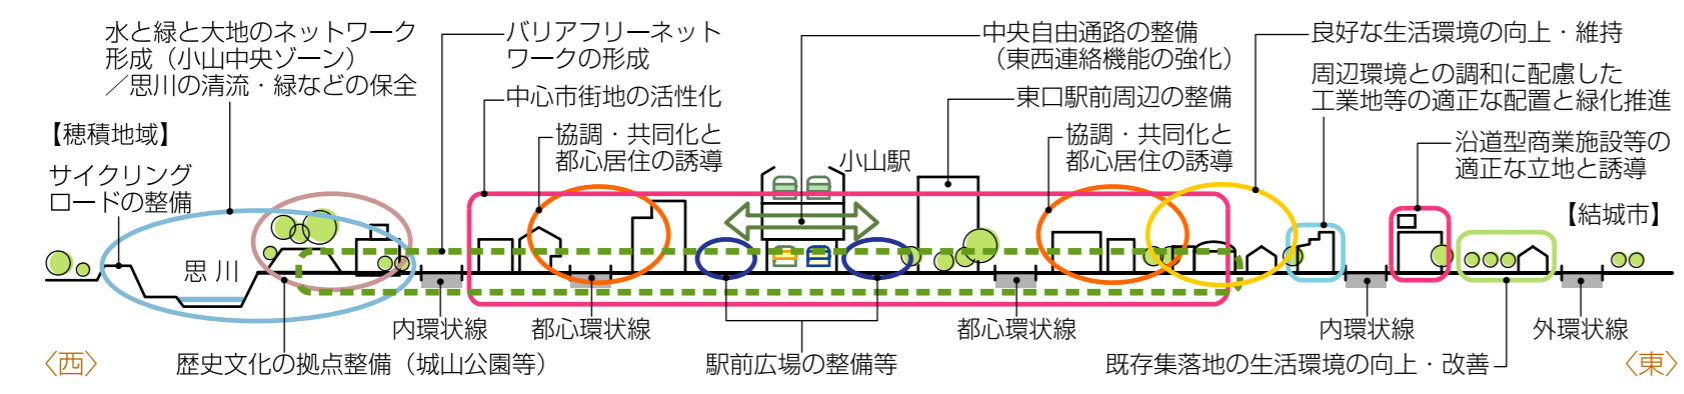 水と緑と大地のネットワーク
形成（小山中央ゾーン）
／思川の清流・緑などの保全
バリアフリーネット
ワークの形成
中央自由通路の整備
（東西連絡機能の強化）
良好な生活環境の向上・維持
周辺環境との調和に配慮した
工業地等の適正な配置と緑化推進
中心市街地の活性化
東口駅前周辺の整備
【穂積地域】
協調・共同化と
都心居住の誘導
小山駅
協調・共同化と
都心居住の誘導
沿道型商業施設等の
適正な立地と誘導
サイクリング
ロードの整備
【結城市】
思川
内環状線
都心環状線
都心環状線
内環状線
外環状線
〈西〉
歴史文化の拠点整備（城山公園等）
駅前広場の整備等
既存集落地の生活環境の向上・改善
〈東〉